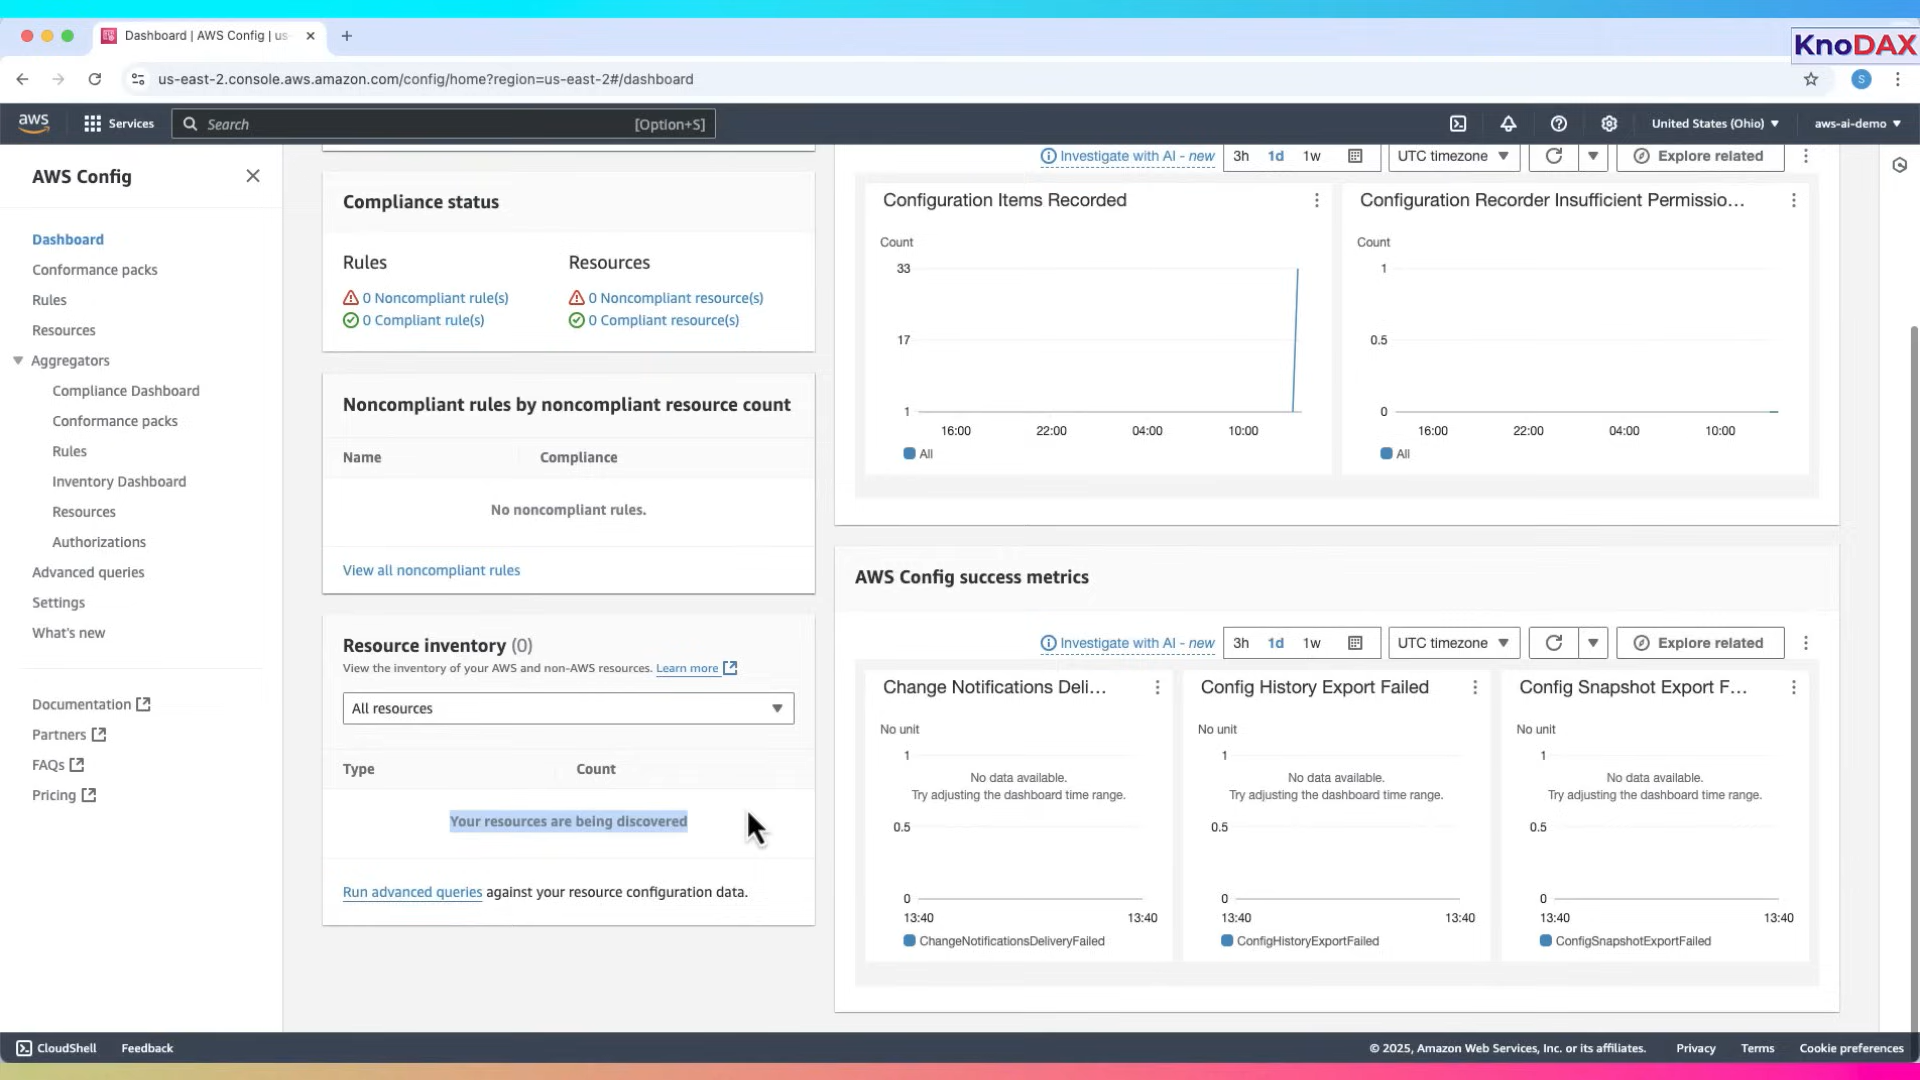 Dashboard | AWS Config | us-
KnoDAX
us-east-2.console.aws.amazon.com/config/home?region=us-east-2#/dashboard
S
aws
Services
Search
[Option+S]
United States (Ohio)
aws-ai-demo
AWS Config
Dashboard
Conformance packs
Rules
Resources
Aggregators
Compliance Dashboard
Conformance packs
Rules
Inventory Dashboard
Resources
Authorizations
Advanced queries
Settings
What's new
Documentation
Partners
FAQs
Pricing
Compliance status
Rules
Resources
0 Noncompliant rule(s)
0 Noncompliant resource(s)
0 Compliant rule(s)
0 Compliant resource(s)
Noncompliant rules by noncompliant resource count
Name
Compliance
No noncompliant rules.
View all noncompliant rules
Resource inventory (0)
View the inventory of your AWS and non-AWS resources. Learn more
All resources
Type
Count
Your resources are being discovered
Run advanced queries against your resource configuration data.
Investigate with AI - new
3h
1d
1w
UTC timezone
Explore related
Configuration Items Recorded
Count
33
17
1
16:00
22:00
04:00
10:00
All
Configuration Recorder Insufficient Permissio...
Count
1
0.5
0
16:00
22:00
04:00
10:00
All
AWS Config success metrics
Investigate with AI - new
3h
1d
1w
UTC timezone
Explore related
Change Notifications Deli...
No unit
1
No data available.
Try adjusting the dashboard time range.
0.5
0
13:40
13:40
ChangeNotificationsDeliveryFailed
Config History Export Failed
No unit
1
No data available.
Try adjusting the dashboard time range.
0.5
0
13:40
13:40
ConfigHistoryExportFailed
Config Snapshot Export F...
No unit
1
No data available.
Try adjusting the dashboard time range.
0.5
0
13:40
13:40
ConfigSnapshotExportFailed
CloudShell
Feedback
© 2025, Amazon Web Services, Inc. or its affiliates.
Privacy
Terms
Cookie preferences